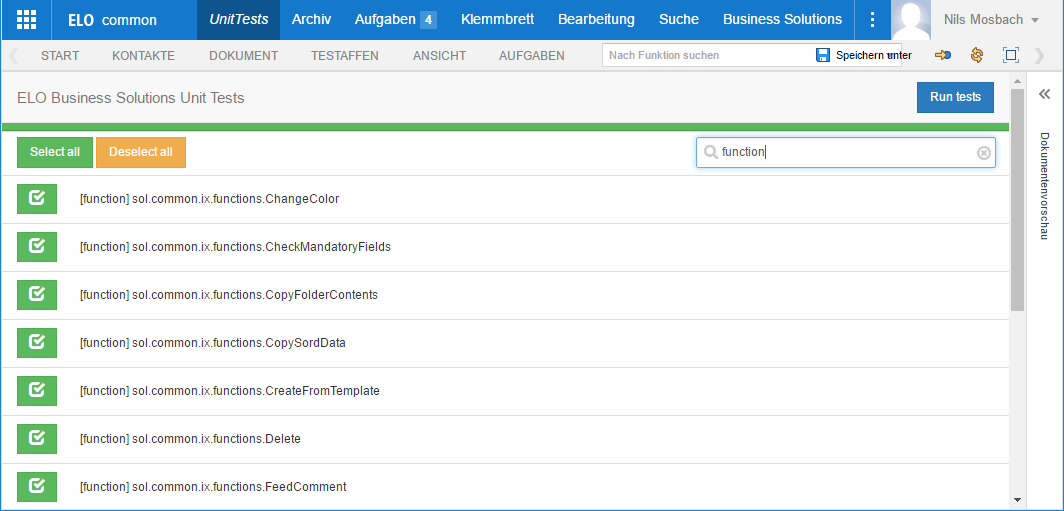 ELO common UnitTests Archiv Aufgaben 4 Klemmbrett Bearbeitung Suche Business Solutions Nils Mosbach
START KONTAKTE DOKUMENT TESTAFFEN ANSICHT AUFGABEN Nach Funktion suchen Speichern unter
ELO Business Solutions Unit Tests Run tests
Select all Deselect all function
[function] sol.common.ix.functions.ChangeColor
[function] sol.common.ix.functions.CheckMandatoryFields
[function] sol.common.ix.functions.CopyFolderContents
[function] sol.common.ix.functions.CopySordData
[function] sol.common.ix.functions.CreateFromTemplate
[function] sol.common.ix.functions.Delete
[function] sol.common.ix.functions.FeedComment
Dokumentenvorschau